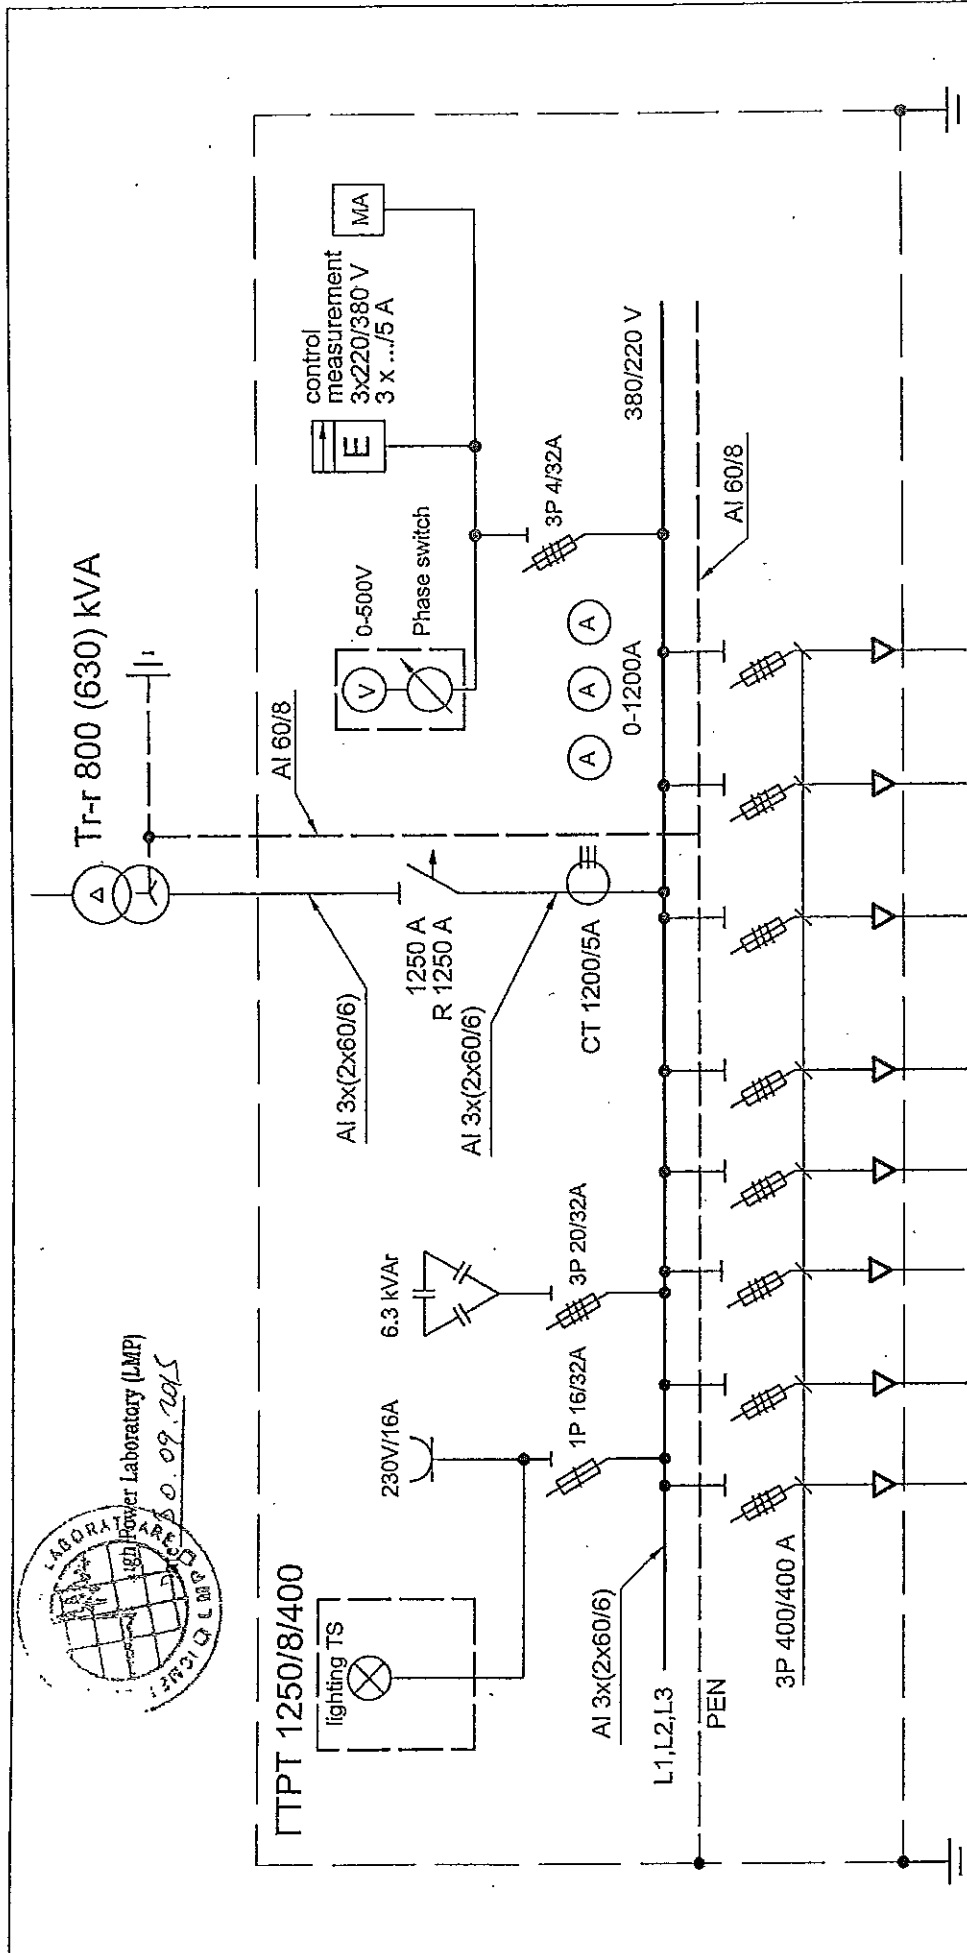 Tr-r 800 (630) kVA
ГТРТ 1250/8/400
High Power Laboratory (LMP)
30.09.2015
lighting TS
230V/16A
6.3 kVAr
1P 16/32A
3P 20/32A
Al 3x(2x60/6)
1250 A
R 1250 A
Al 3x(2x60/6)
CT 1200/5A
Al 60/8
V
0-500V
Phase switch
E
control
measurement
3x220/380 V
3 x .../5 A
MA
3P 4/32A
A
A
A
0-1200A
380/220 V
Al 60/8
Al 3x(2x60/6)
L1,L2,L3
PEN
3P 400/400 A